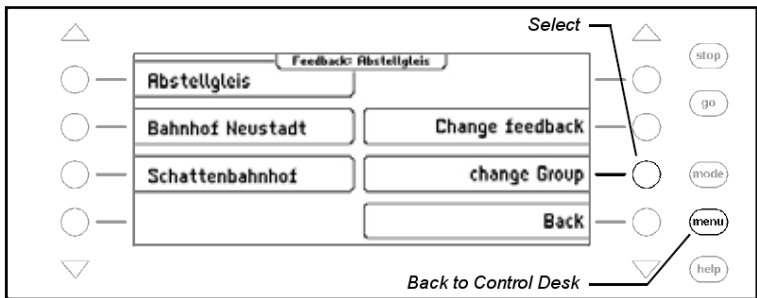 Select
Feedback: Abstellgleis
stop
Abstellgleis
go
Bahnhof Neustadt
Change feedback
Schattenbahnhof
change Group
mode
Back
menu
Back to Control Desk
help